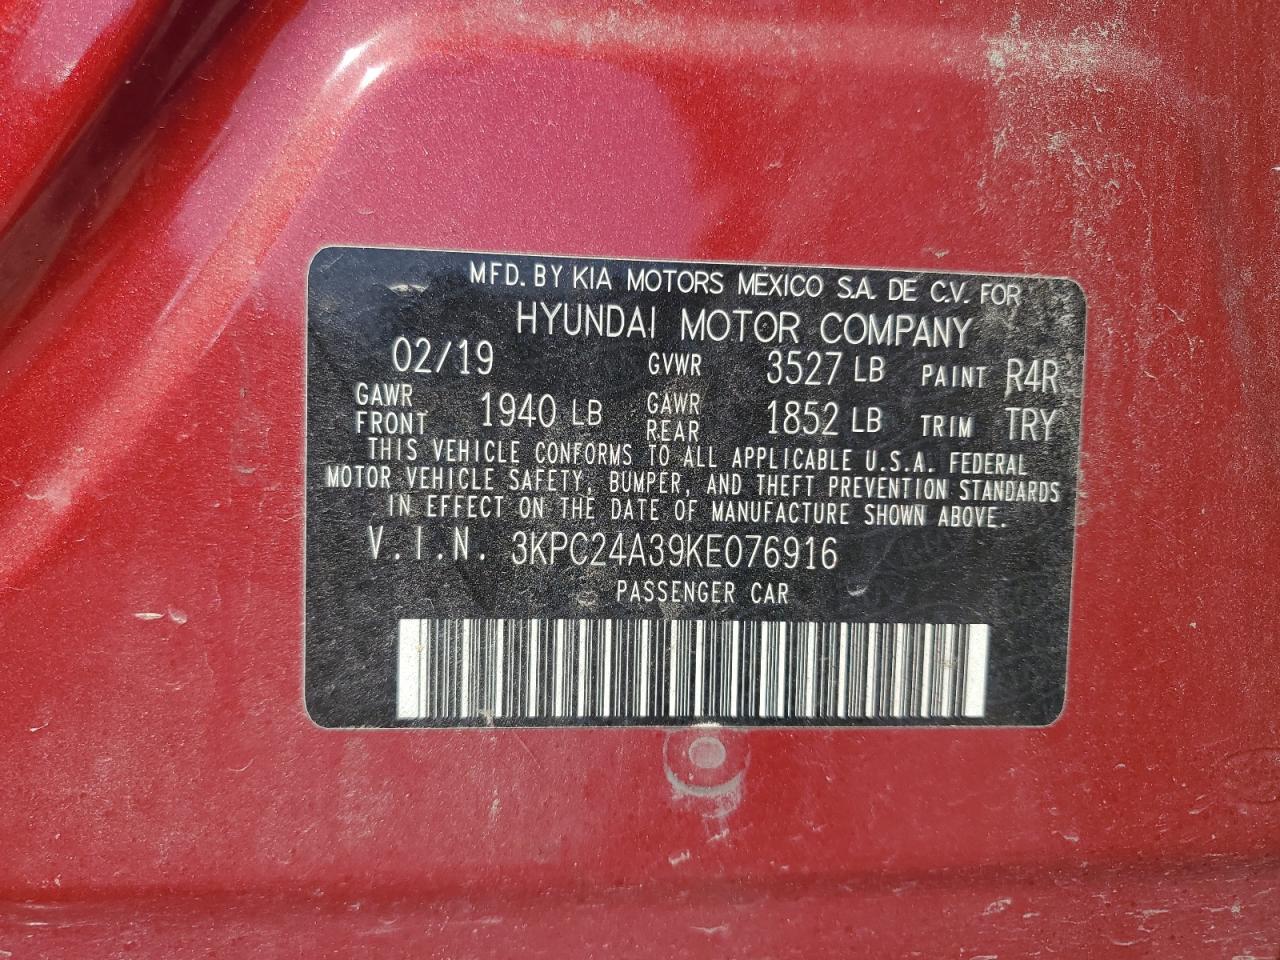 MFD. BY KIA MOTORS MÉXICO S.A. DE C.V. FOR
HYUNDAI MOTOR COMPANY
02/19 GVWR 3527 LB PAINT R4R
GAWR FRONT 1940 LB GAWR REAR 1852 LB TRIM TRY
THIS VEHICLE CONFORMS TO ALL APPLICABLE U.S.A. FEDERAL
MOTOR VEHICLE SAFETY, BUMPER, AND THEFT PREVENTION STANDARDS
IN EFFECT ON THE DATE OF MANUFACTURE SHOWN ABOVE.
V.I.N. 3KPC24A39KE076916
PASSENGER CAR